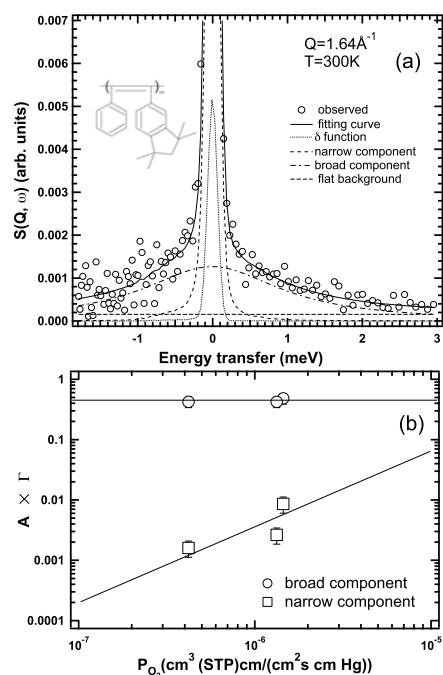 0.007
0.006
0.005
0.004
0.003
0.002
0.001
0.000
S(Q, ω) (arb. units)
Q=1.64Å⁻¹
T=300K
(a)
observed
fitting curve
δ function
narrow component
broad component
flat background
-1 0 1 2 3
Energy transfer (meV)
1
0.1
0.01
0.001
0.0001
A × Γ
(b)
broad component
narrow component
10⁻⁷ 10⁻⁶ 10⁻⁵
P_O₂(cm³ (STP)cm/(cm²s cm Hg))